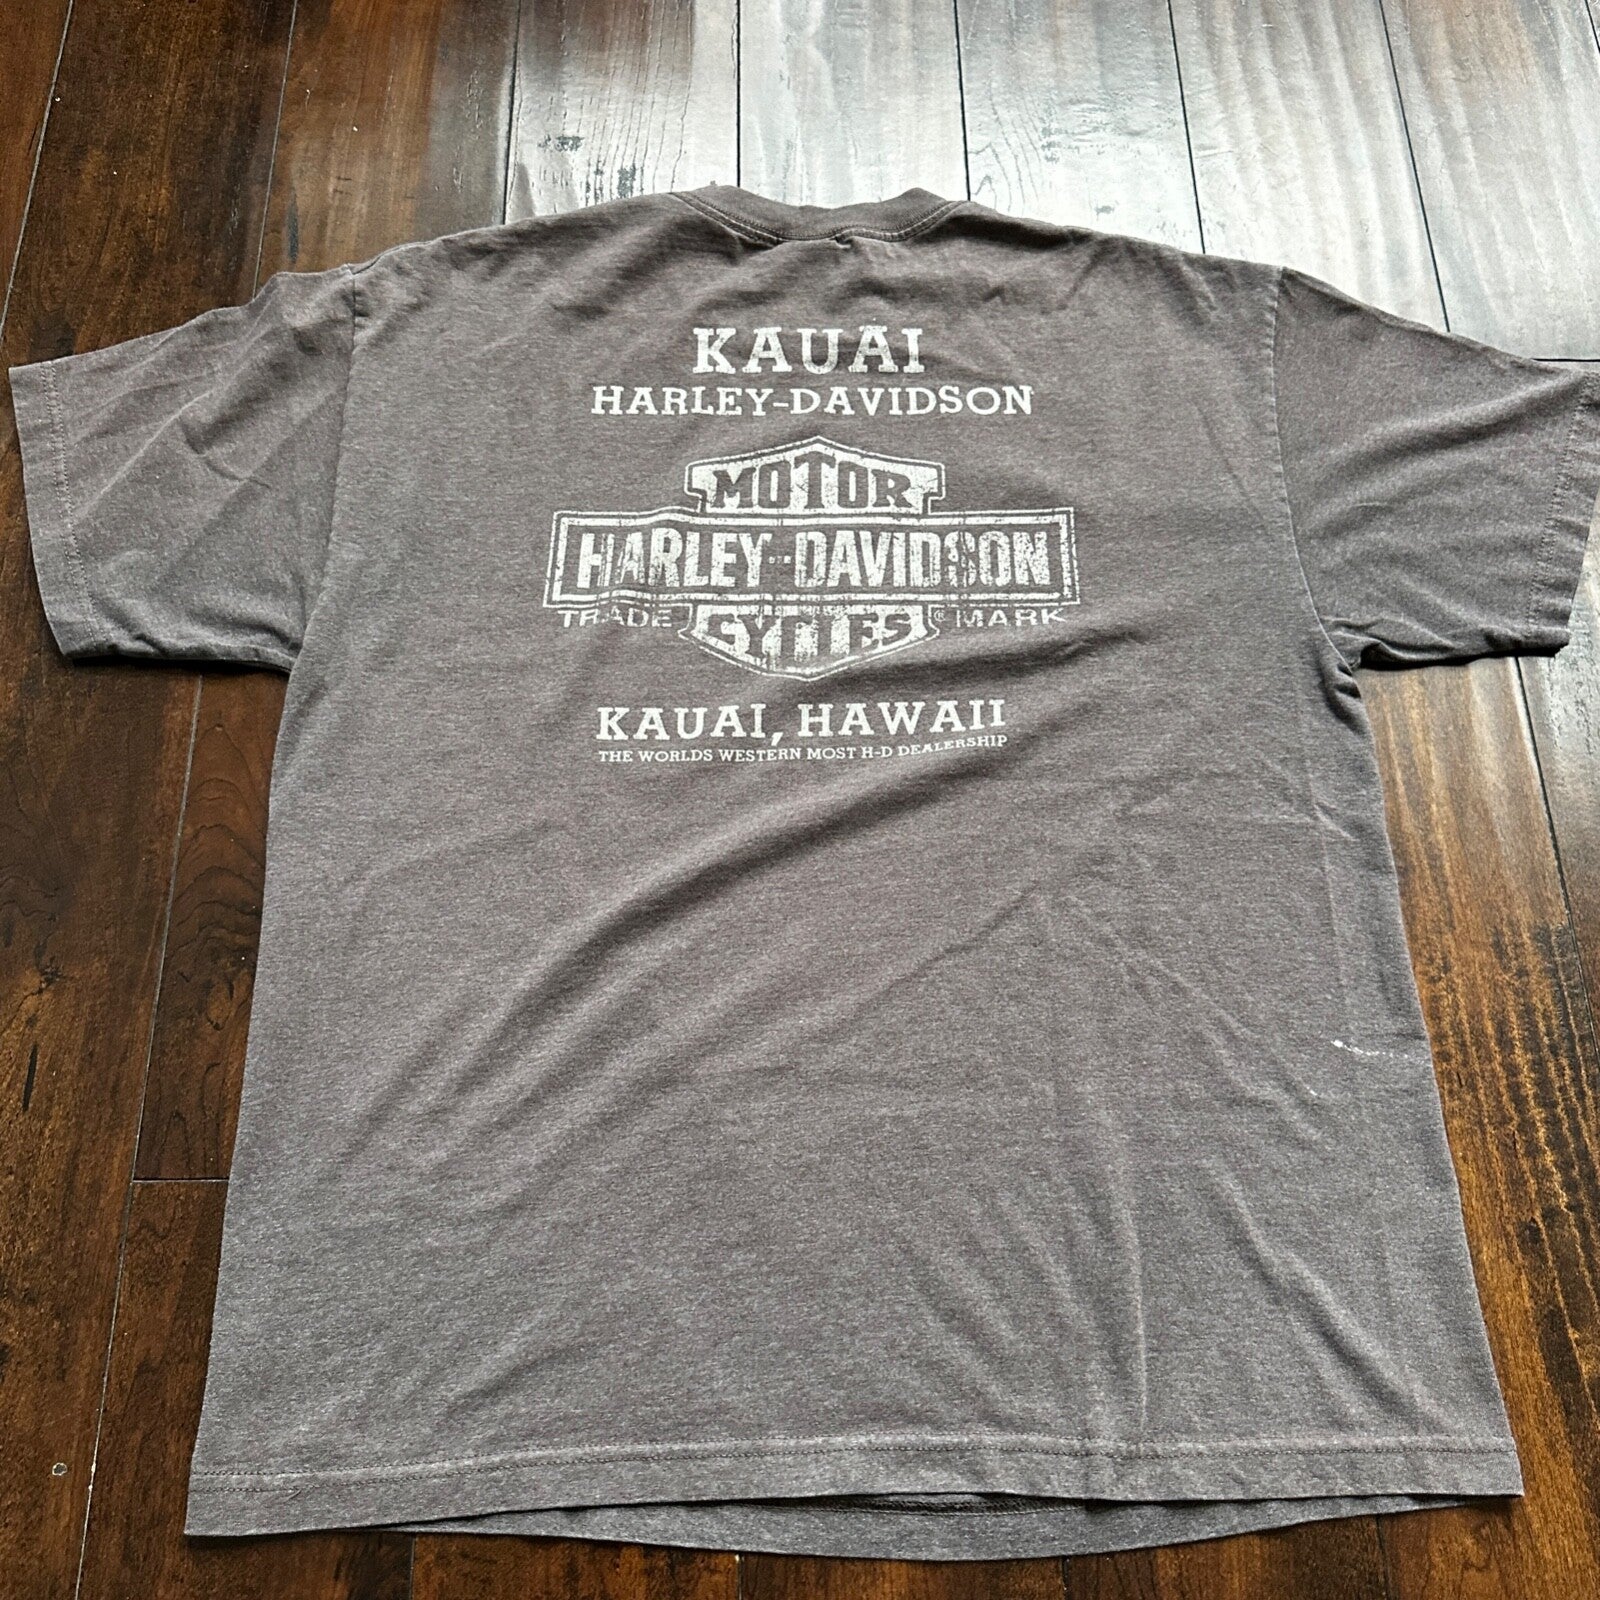 KAUAI
HARLEY-DAVIDSON
MOTOR
HARLEY-DAVIDSON
TRADE CYCLES ® MARK
KAUAI, HAWAII
THE WORLDS WESTERN MOST H-D DEALERSHIP